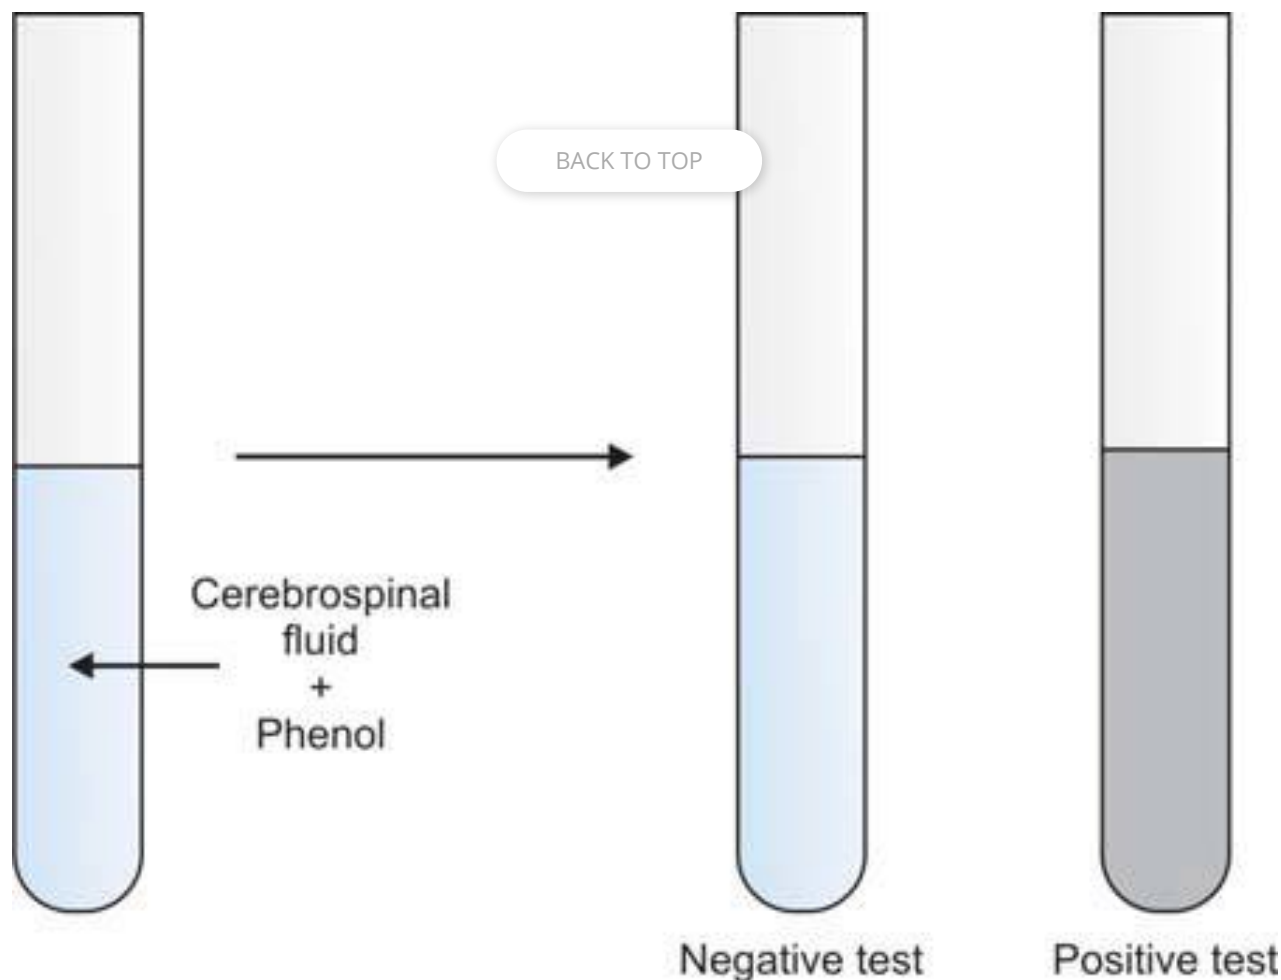 BACK TO TOP
Cerebrospinal
fluid
+
Phenol
Negative test
Positive test